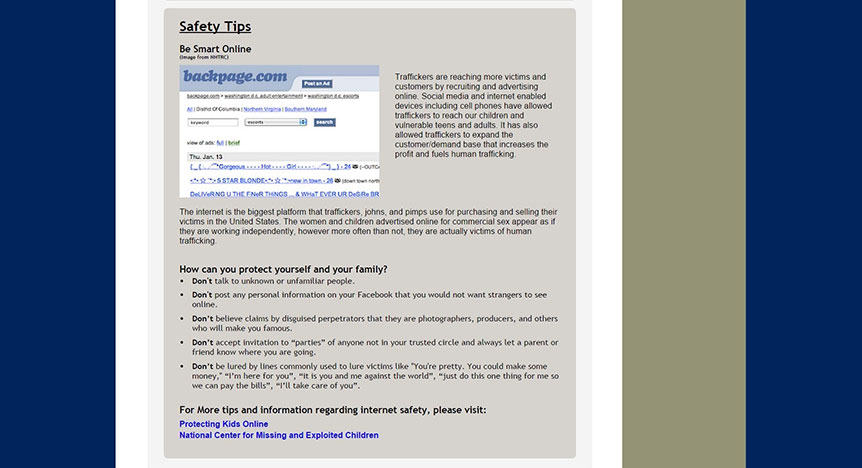 Safety Tips
Be Smart Online
(Image from NHTRC)
backpage.com
Post an Ad
backpage.com > washington d.c. adult entertainment > washington d.c. escorts
All | District Of Columbia | Northern Virginia | Southern Maryland
keyword escorts search
view of ads: full | brief
Thu. Jan. 13
Gorgeous - - - - Hot - - - - Girl - 24 (--OUTC
5 STAR BLONDE new in town - 26 (down town north
DeLiVeRiNG U THE FiNeR THiNGS ... & WHaT EVER UR DeSiRe BR
Traffickers are reaching more victims and
customers by recruiting and advertising
online. Social media and internet enabled
devices including cell phones have allowed
traffickers to reach our children and
vulnerable teens and adults. It has also
allowed traffickers to expand the
customer/demand base that increases the
profit and fuels human trafficking.
The internet is the biggest platform that traffickers, johns, and pimps use for purchasing and selling their
victims in the United States. The women and children advertised online for commercial sex appear as if
they are working independently, however more often than not, they are actually victims of human
trafficking.
How can you protect yourself and your family?
• Don't talk to unknown or unfamiliar people.
• Don't post any personal information on your Facebook that you would not want strangers to see
online.
• Don't believe claims by disguised perpetrators that they are photographers, producers, and others
who will make you famous.
• Don't accept invitation to “parties” of anyone not in your trusted circle and always let a parent or
friend know where you are going.
• Don't be lured by lines commonly used to lure victims like "You're pretty. You could make some
money," “I'm here for you”, “it is you and me against the world”, “just do this one thing for me so
we can pay the bills”, “I'll take care of you”.
For More tips and information regarding internet safety, please visit:
Protecting Kids Online
National Center for Missing and Exploited Children